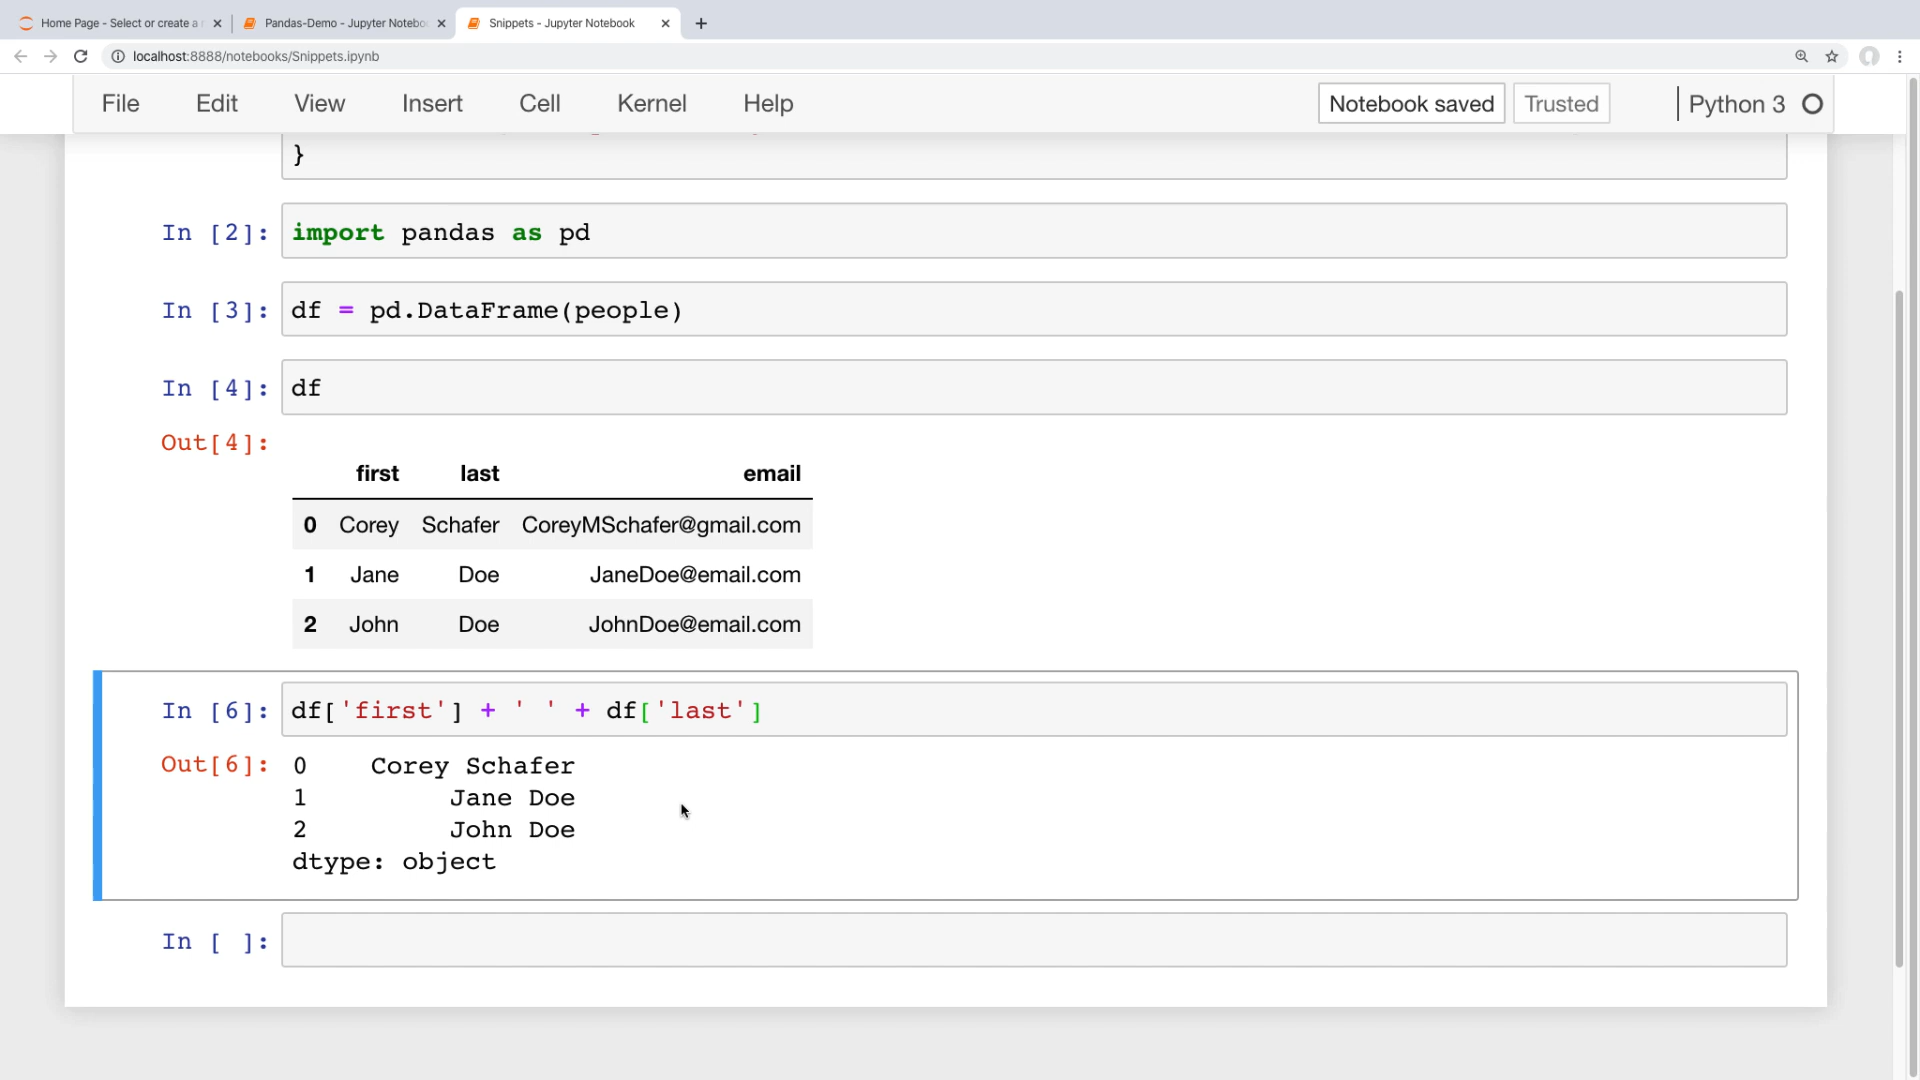 Home Page - Select or create a
Pandas-Demo - Jupyter Notebo
Snippets - Jupyter Notebook
localhost:8888/notebooks/Snippets.ipynb
File Edit View Insert Cell Kernel Help Notebook saved Trusted Python 3
}
In [2]: import pandas as pd
In [3]: df = pd.DataFrame(people)
In [4]: df
Out[4]:
first last email
0 Corey Schafer CoreyMSchafer@gmail.com
1 Jane Doe JaneDoe@email.com
2 John Doe JohnDoe@email.com
In [6]: df['first'] + ' ' + df['last']
Out[6]: 0 Corey Schafer
1 Jane Doe
2 John Doe
dtype: object
In [ ]: